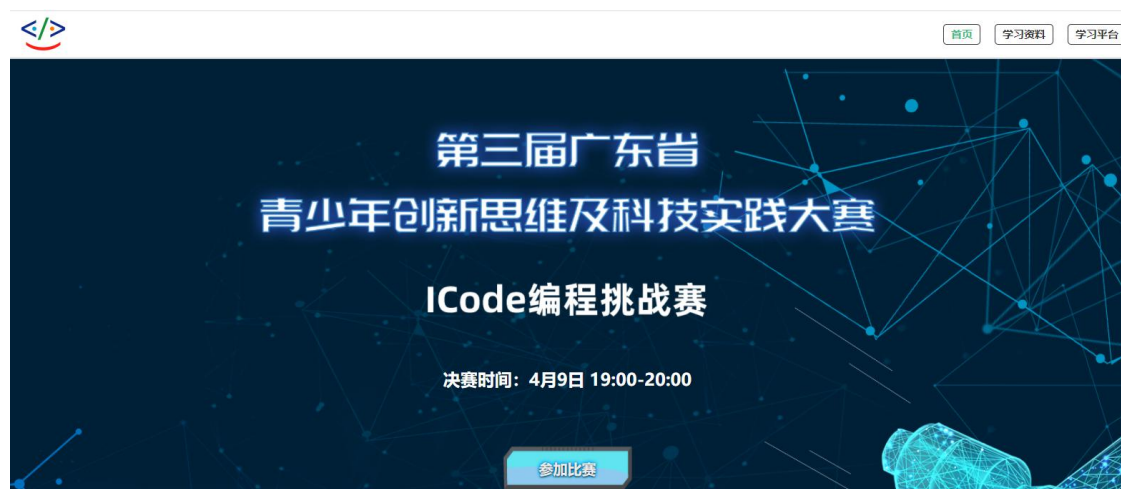 </>
首页 学习资料 学习平台
第三届广东省
青少年创新思维及科技实践大赛
ICode编程挑战赛
决赛时间：4月9日 19:00-20:00
参加比赛